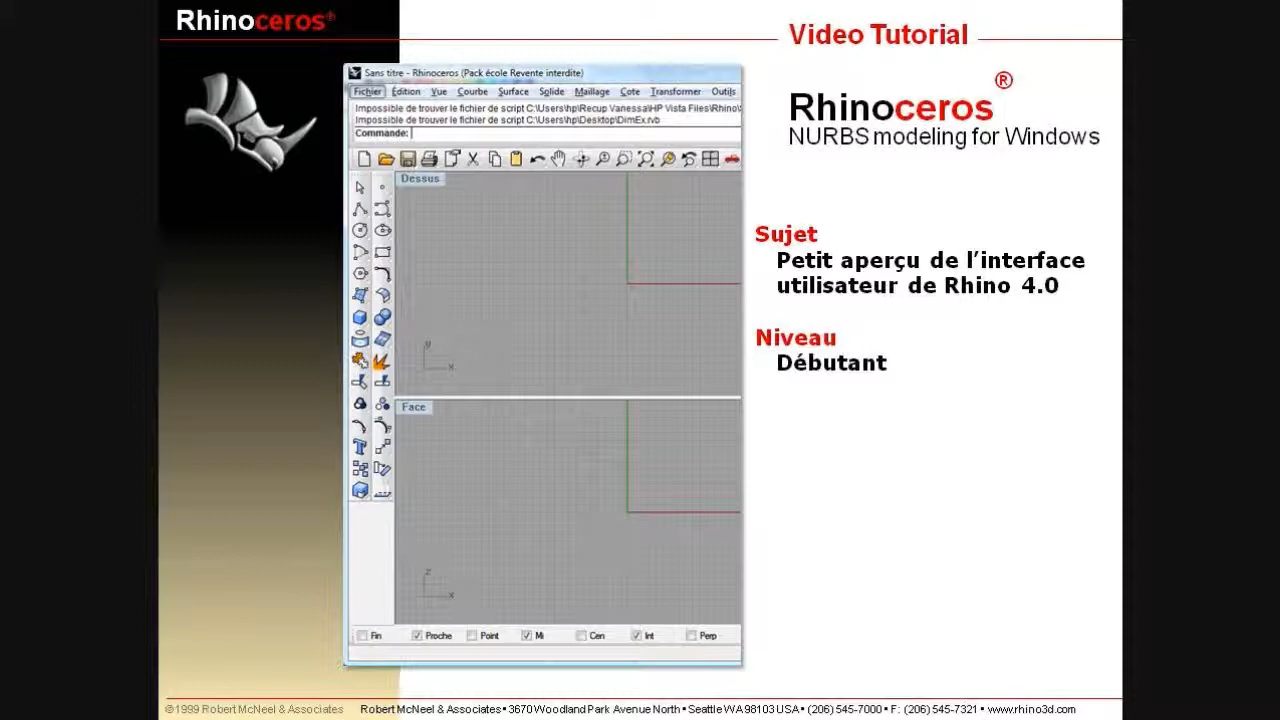 Rhinoceros®
Video Tutorial
Sans titre - Rhinoceros (Pack école Revente interdite)
Fichier Édition Vue Courbe Surface Solide Maillage Cote Transformer Outils
Impossible de trouver le fichier de script C:\Users\hp\Recup Vanessa\HP Vista Files\Rhino\
Impossible de trouver le fichier de script C:\Users\hp\Desktop\DimEx.rvb
Commande:
Dessus
y
x
Face
z
x
Fin Proche Point Mi Cen Int Perp
Rhinoceros®
NURBS modeling for Windows
Sujet
Petit aperçu de l’interface
utilisateur de Rhino 4.0
Niveau
Débutant
©1999 Robert McNeel & Associates Robert McNeel & Associates • 3670 Woodland Park Avenue North • Seattle WA 98103 USA • (206) 545-7000 • F: (206) 545-7321 • www.rhino3d.com